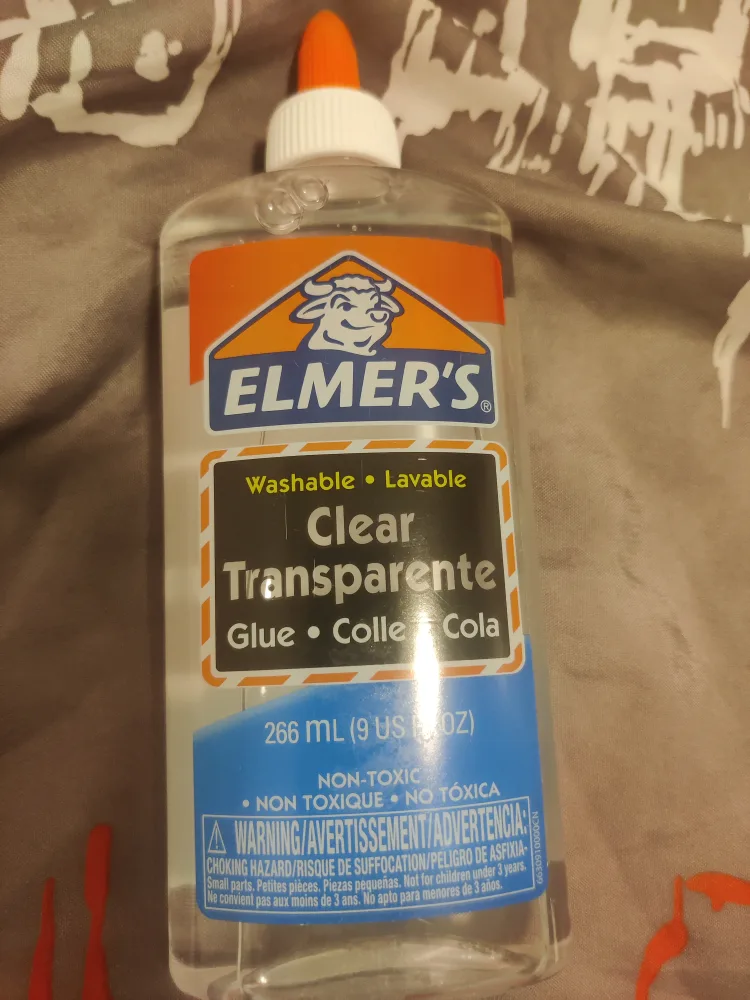 ELMER'S®
Washable • Lavable
Clear
Transparente
Glue • Colle Cola
266 mL (9 US OZ)
NON-TOXIC
• NON TOXIQUE • NO TÓXICA
WARNING/AVERTISSEMENT/ADVERTENCIA:
CHOKING HAZARD/RISQUE DE SUFFOCATION/PELIGRO DE ASFIXIA-
Small parts. Petites pièces. Piezas pequeñas. Not for children under 3 years.
Ne convient pas aux moins de 3 ans. No apto para menores de 3 años.